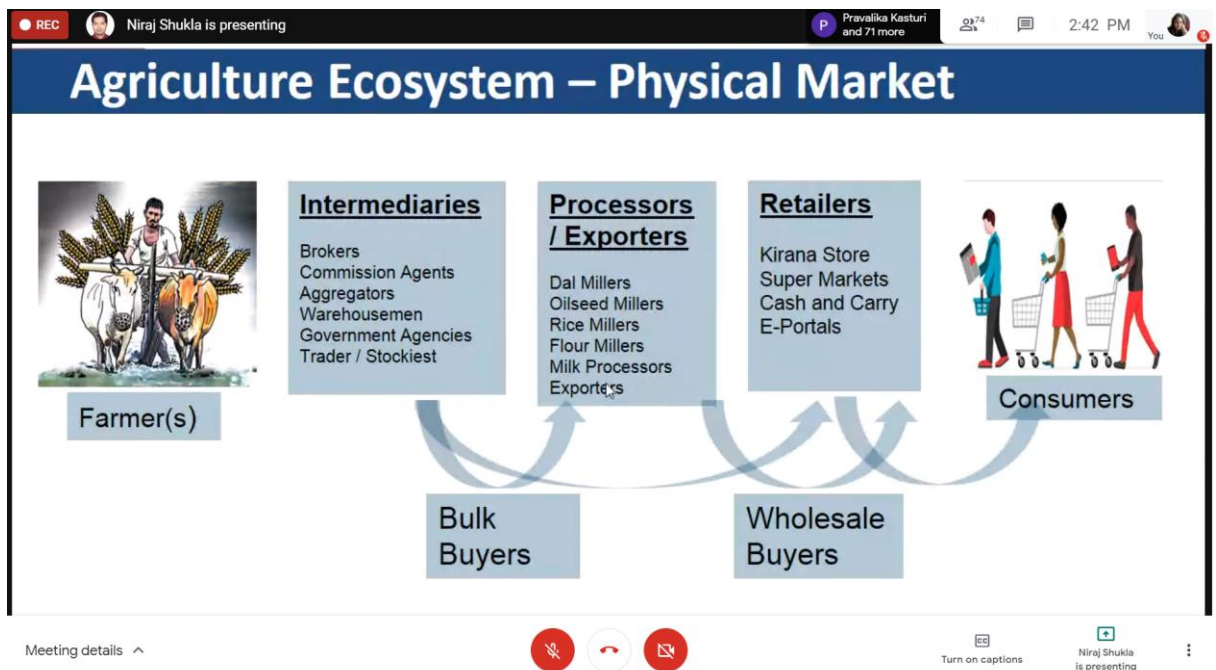 REC
Niraj Shukla is presenting
P
Pravalika Kasturi
and 71 more
74
2:42 PM
You
Agriculture Ecosystem – Physical Market
Farmer(s)
Intermediaries
Brokers
Commission Agents
Aggregators
Warehousemen
Government Agencies
Trader / Stockiest
Processors
/ Exporters
Dal Millers
Oilseed Millers
Rice Millers
Flour Millers
Milk Processors
Exporters
Retailers
Kirana Store
Super Markets
Cash and Carry
E-Portals
Consumers
Bulk
Buyers
Wholesale
Buyers
Meeting details
CC
Turn on captions
Niraj Shukla
is presenting